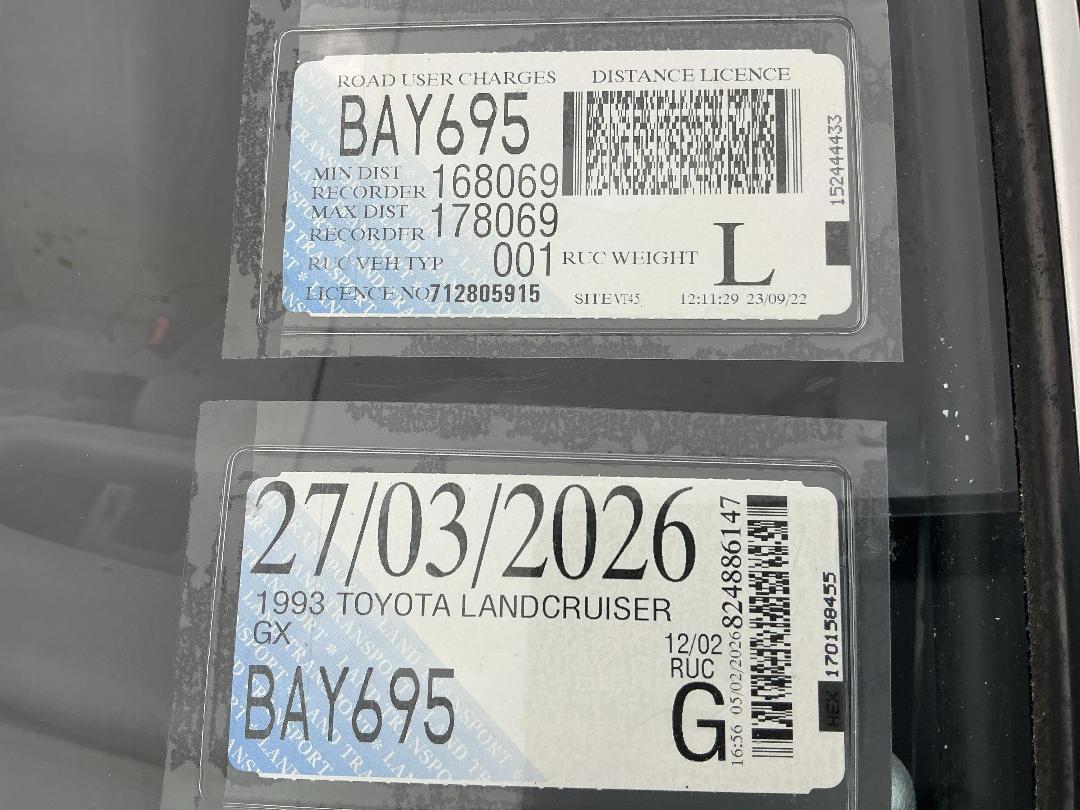 ROAD USER CHARGES DISTANCE LICENCE
BAY695
MIN DIST
RECORDER 168069
MAX DIST
RECORDER 178069
RUC VEH TYP 001 RUC WEIGHT L
LICENCE NO 712805915 SITE VT45 12:11:29 23/09/22
152444433
27/03/2026
1993 TOYOTA LANDCRUISER
GX
BAY695
12/02
RUC
G
16:56 05/02/2026 824886147
HEX 170158455